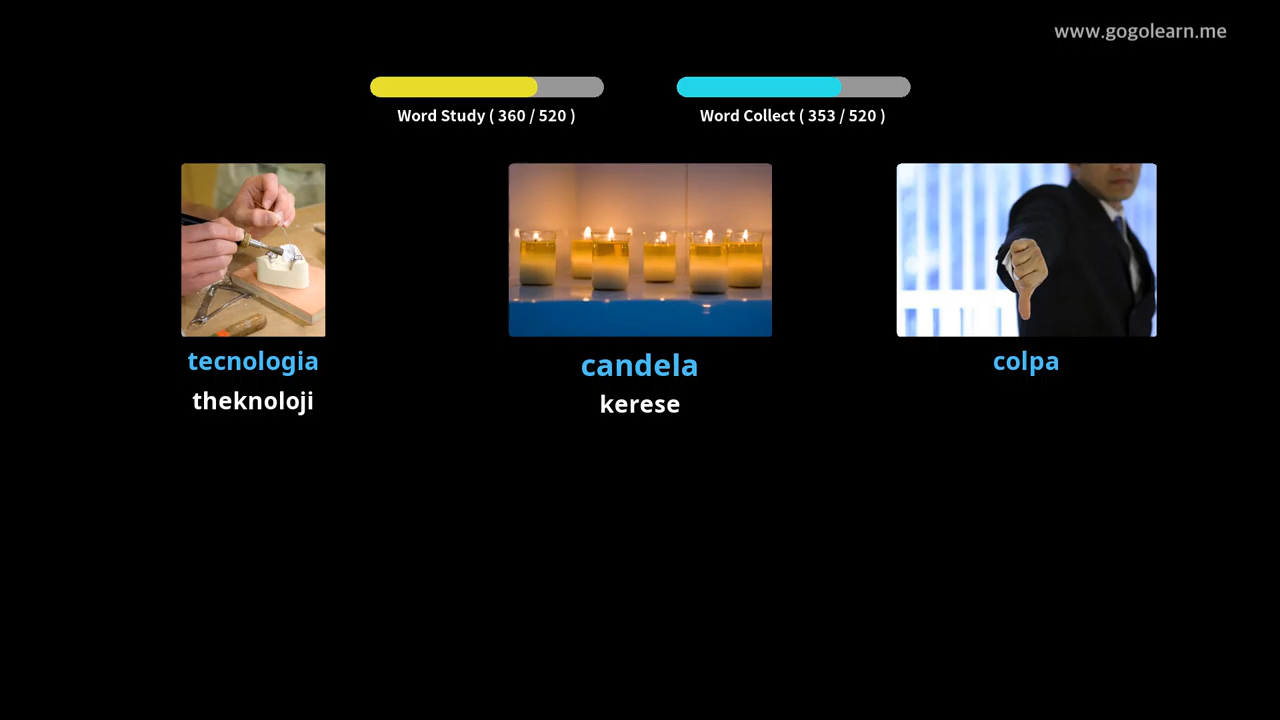 www.gogolearn.me
Word Study ( 360 / 520 )
Word Collect ( 353 / 520 )
tecnologia
theknoloji
candela
kerese
colpa